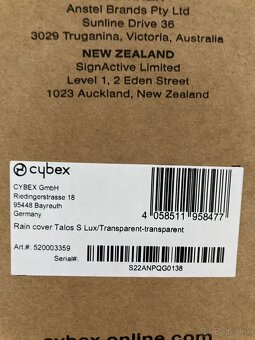 Anstel Brands Pty Ltd
Sunline Drive 36
3029 Truganina, Victoria, Australia
NEW ZEALAND
SignActive Limited
Level 1, 2 Eden Street
1023 Auckland, New Zealand
cybex
CYBEX GmbH
Riedingerstrasse 18
95448 Bayreuth
Germany
4 058511 958477
Rain cover Talos S Lux/Transparent-transparent
Art.#: 520003359
Serial#:
S22ANPQG0138
cybex-online.com